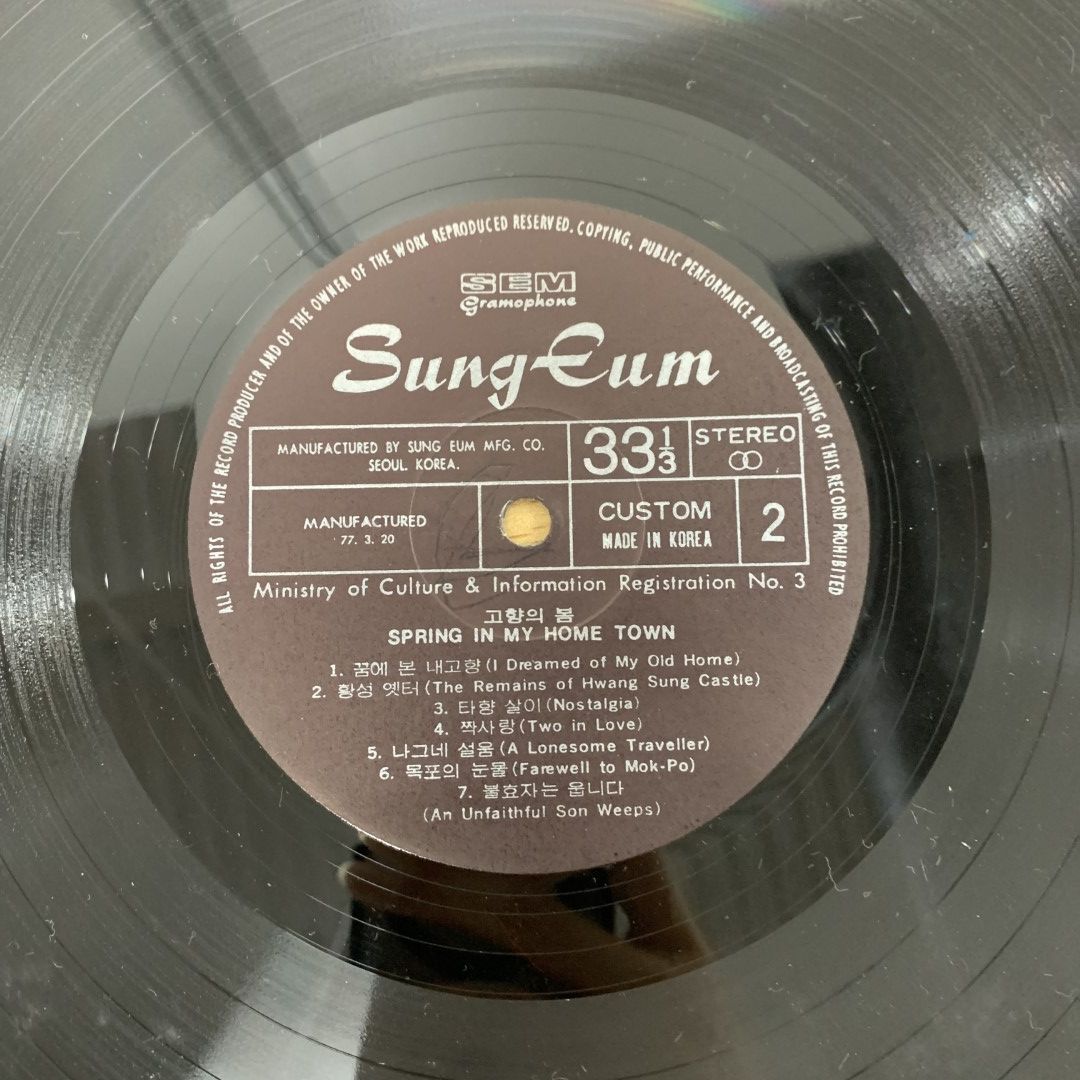 ALL RIGHTS OF THE RECORD PRODUCER AND OF THE OWNER OF THE WORK REPRODUCED RESERVED. COPYING, PUBLIC PERFORMANCE AND BROADCASTING OF THIS RECORD PROHIBITED
SEM
Gramophone
Sung Eum
MANUFACTURED BY SUNG EUM MFG. CO.
SEOUL. KOREA.
33 1/3
STEREO
MANUFACTURED
77. 3. 20
CUSTOM
MADE IN KOREA
2
Ministry of Culture & Information Registration No. 3
고향의 봄
SPRING IN MY HOME TOWN
1. 꿈에 본 내고향 (I Dreamed of My Old Home)
2. 황성 옛터 (The Remains of Hwang Sung Castle)
3. 타향 살이 (Nostalgia)
4. 짝사랑 (Two in Love)
5. 나그네 설움 (A Lonesome Traveller)
6. 목포의 눈물 (Farewell to Mok-Po)
7. 불효자는 웁니다
(An Unfaithful Son Weeps)